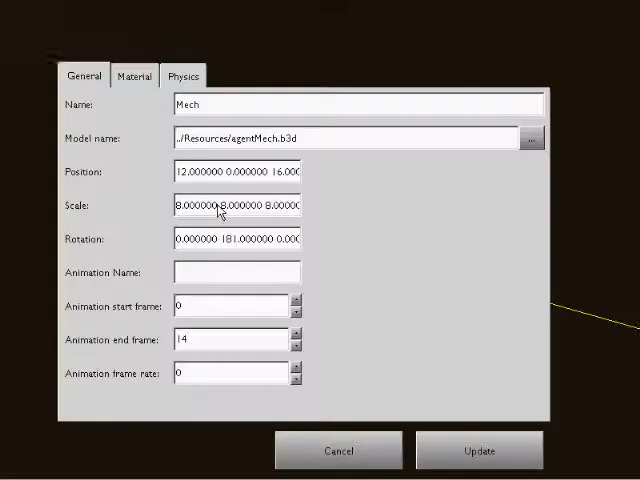 General Material Physics
Name: Mech
Model name: ../Resources/agentMech.b3d ...
Position: 12.000000 0.000000 16.000
Scale: 8.000000 8.000000 8.00000
Rotation: 0.000000 181.000000 0.000
Animation Name:
Animation start frame: 0
Animation end frame: 14
Animation frame rate: 0
Cancel Update